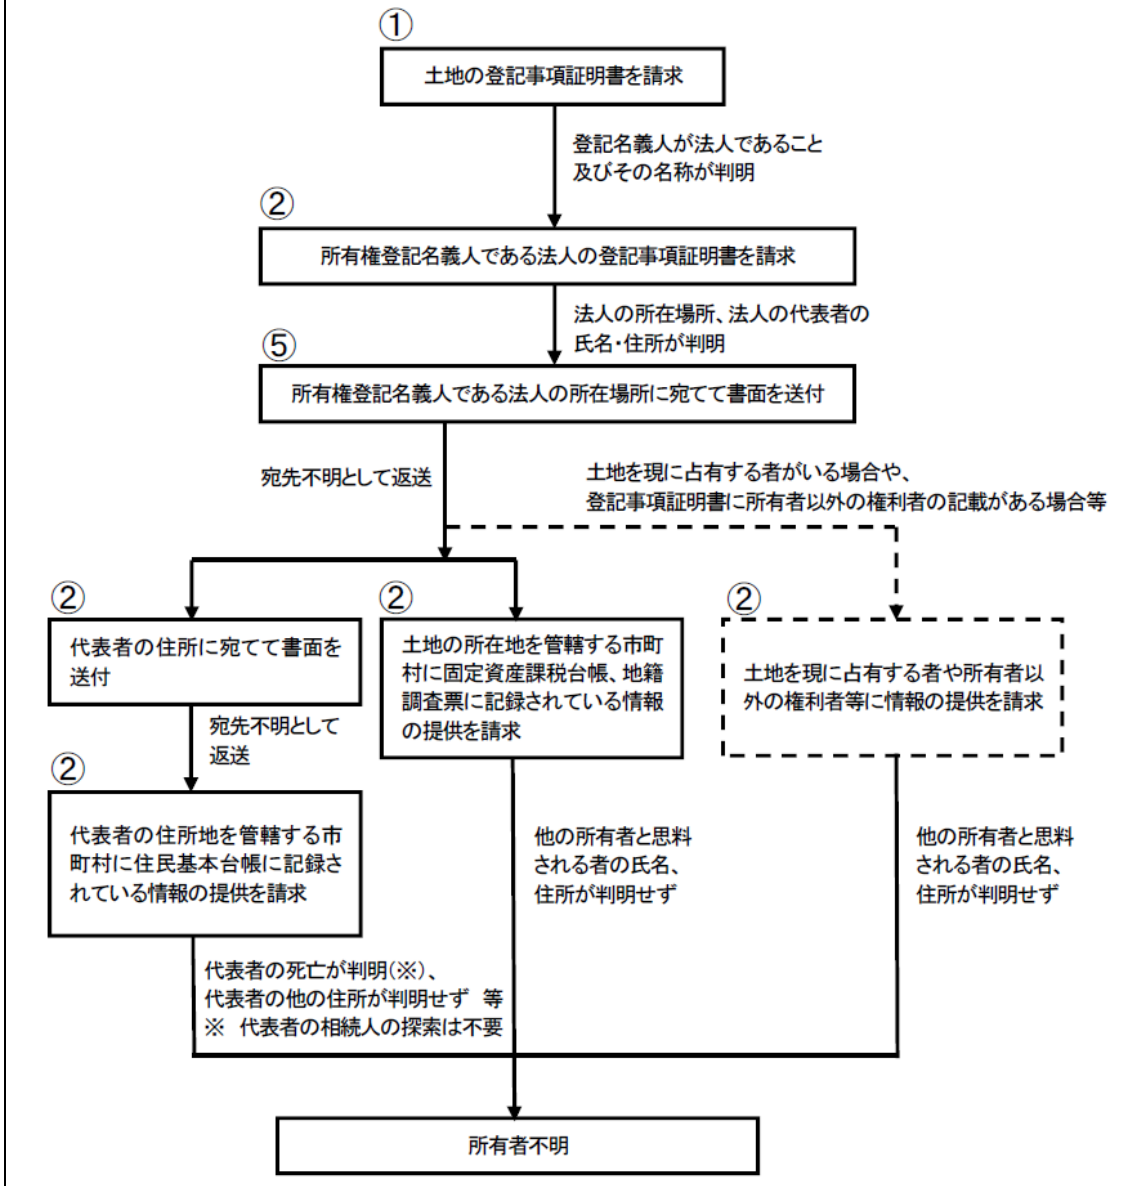 ①
土地の登記事項証明書を請求
登記名義人が法人であること
及びその名称が判明
②
所有権登記名義人である法人の登記事項証明書を請求
法人の所在場所、法人の代表者の
氏名・住所が判明
⑤
所有権登記名義人である法人の所在場所に宛てて書面を送付
宛先不明として返送
土地を現に占有する者がいる場合や、
登記事項証明書に所有者以外の権利者の記載がある場合等
②
代表者の住所に宛てて書面を
送付
宛先不明として
返送
②
代表者の住所地を管轄する市
町村に住民基本台帳に記録さ
れている情報の提供を請求
代表者の死亡が判明(※)、
代表者の他の住所が判明せず 等
※ 代表者の相続人の探索は不要
②
土地の所在地を管轄する市町
村に固定資産課税台帳、地籍
調査票に記録されている情報
の提供を請求
他の所有者と思料
される者の氏名、
住所が判明せず
②
土地を現に占有する者や所有者以
外の権利者等に情報の提供を請求
他の所有者と思料
される者の氏名、
住所が判明せず
所有者不明